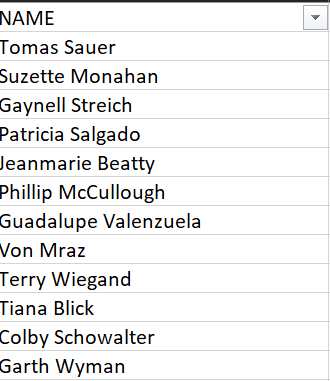 NAME
Tomas Sauer
Suzette Monahan
Gaynell Streich
Patricia Salgado
Jeanmarie Beatty
Phillip McCullough
Guadalupe Valenzuela
Von Mraz
Terry Wiegand
Tiana Blick
Colby Schowalter
Garth Wyman